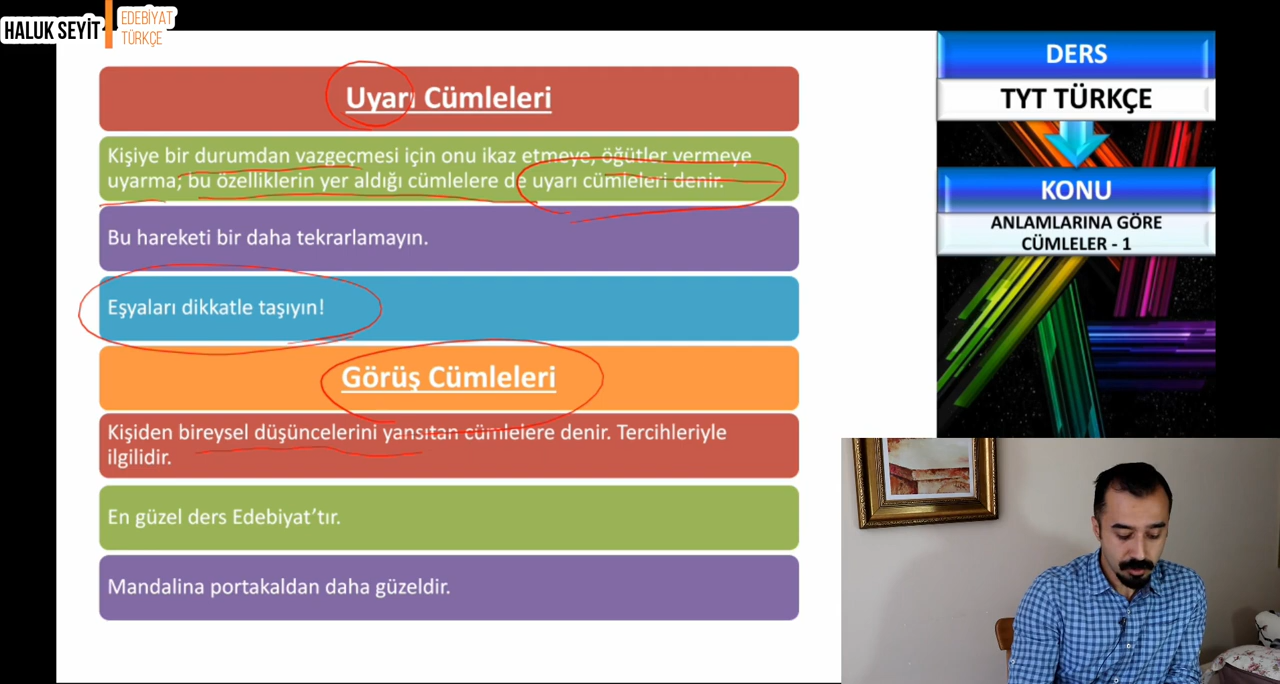 HALUK SEYİT
EDEBİYAT
TÜRKÇE
Uyarı Cümleleri
Kişiye bir durumdan vazgeçmesi için onu ikaz etmeye, öğütler vermeye
uyarma; bu özelliklerin yer aldığı cümlelere de uyarı cümleleri denir.
Bu hareketi bir daha tekrarlamayın.
Eşyaları dikkatle taşıyın!
Görüş Cümleleri
Kişiden bireysel düşüncelerini yansıtan cümlelere denir. Tercihleriyle
ilgilidir.
En güzel ders Edebiyat’tır.
Mandalina portakaldan daha güzeldir.
DERS
TYT TÜRKÇE
KONU
ANLAMLARINA GÖRE
CÜMLELER - 1